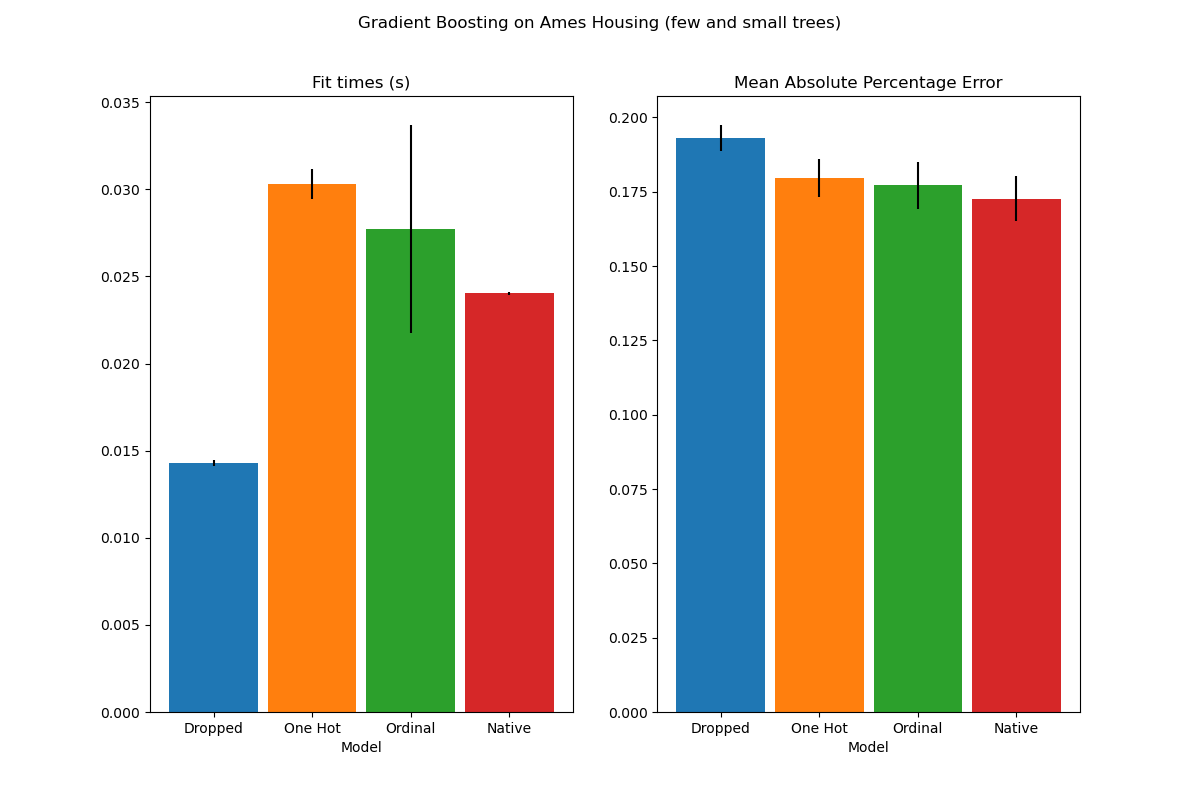 Gradient Boosting on Ames Housing (few and small trees)
Fit times (s)
0.035
0.030
0.025
0.020
0.015
0.010
0.005
0.000
Dropped One Hot Ordinal Native
Model
Mean Absolute Percentage Error
0.200
0.175
0.150
0.125
0.100
0.075
0.050
0.025
0.000
Dropped One Hot Ordinal Native
Model